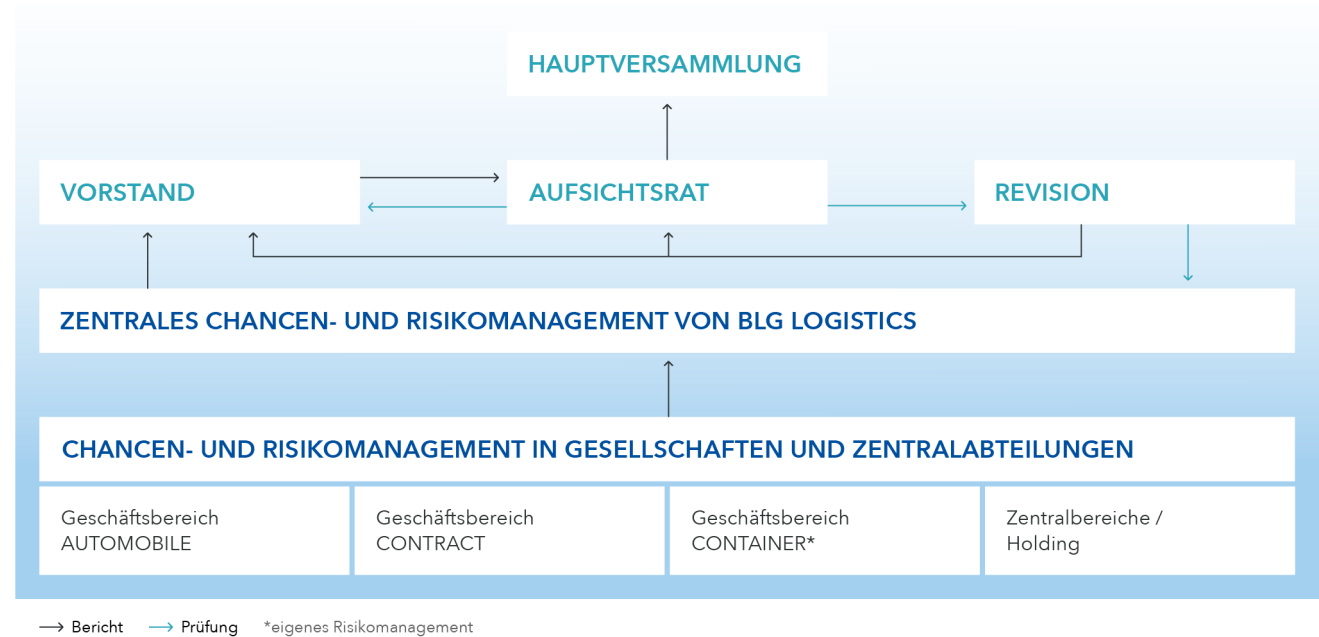 HAUPTVERSAMMLUNG
VORSTAND
AUFSICHTSRAT
REVISION
ZENTRALES CHANCEN- UND RISIKOMANAGEMENT VON BLG LOGISTICS
CHANCEN- UND RISIKOMANAGEMENT IN GESELLSCHAFTEN UND ZENTRALABTEILUNGEN
Geschäftsbereich
AUTOMOBILE
Geschäftsbereich
CONTRACT
Geschäftsbereich
CONTAINER*
Zentralbereiche /
Holding
Bericht
Prüfung
*eigenes Risikomanagement